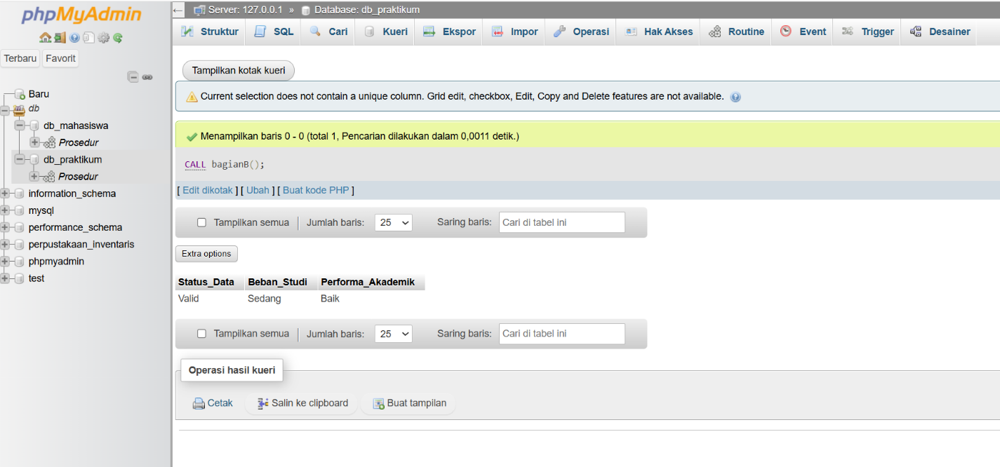 phpMyAdmin
Terbaru Favorit
Baru
db
db_mahasiswa
Prosedur
db_praktikum
Prosedur
information_schema
mysql
performance_schema
perpustakaan_inventaris
phpmyadmin
test
← Server: 127.0.0.1 » Database: db_praktikum
Struktur SQL Cari Kueri Ekspor Impor Operasi Hak Akses Routine Event Trigger Desainer
Tampilkan kotak kueri
Current selection does not contain a unique column. Grid edit, checkbox, Edit, Copy and Delete features are not available.
Menampilkan baris 0 - 0 (total 1, Pencarian dilakukan dalam 0,0011 detik.)
CALL bagianB();
[ Edit dikotak ] [ Ubah ] [ Buat kode PHP ]
Tampilkan semua Jumlah baris: 25 Saring baris: Cari di tabel ini
Extra options
Status_Data Beban_Studi Performa_Akademik
Valid Sedang Baik
Tampilkan semua Jumlah baris: 25 Saring baris: Cari di tabel ini
Operasi hasil kueri
Cetak Salin ke clipboard Buat tampilan